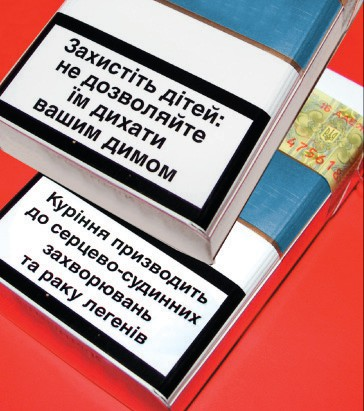 Захистіть дітей:
не дозволяйте
їм дихати
вашим димом
Куріння призводить
до серцево-судинних
захворювань
та раку легенів